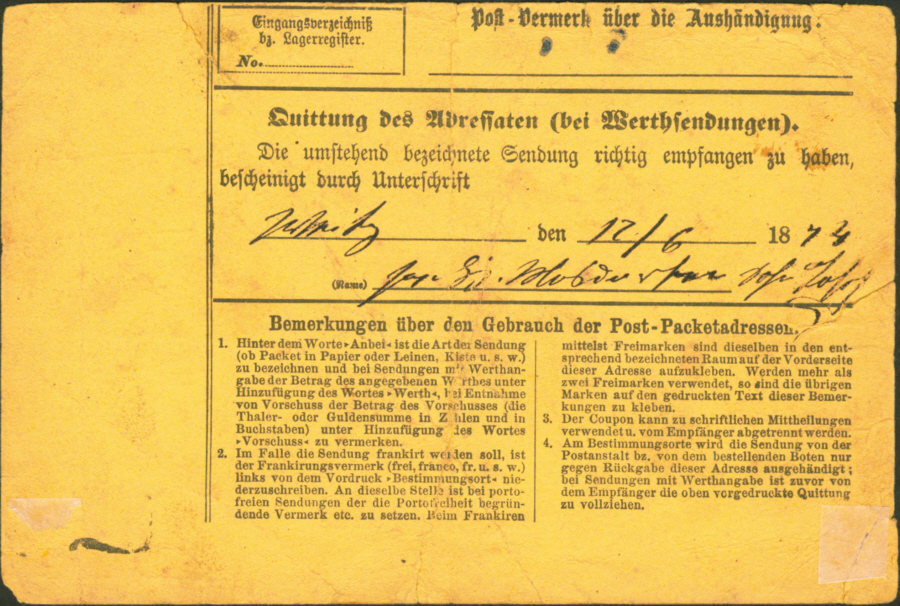 Eingangsverzeichniß
bz. Lagerregister.
No.
Post-Vermerk über die Aushändigung.
Quittung des Adressaten (bei Werthsendungen).
Die umstehend bezeichnete Sendung richtig empfangen zu haben,
bescheinigt durch Unterschrift
den 12/6 1873
(Name)
Bemerkungen über den Gebrauch der Post-Packetadressen.
1. Hinter dem Worte »Anbei« ist die Art der Sendung
(ob Packet in Papier oder Leinen, Kiste u. s. w.)
zu bezeichnen und bei Sendungen mit Werthan-
gabe der Betrag des angegebenen Werthes unter
Hinzufügung des Wortes »Werth«, bei Entnahme
von Vorschuss der Betrag des Vorschusses (die
Thaler- oder Guldensumme in Zahlen und in
Buchstaben) unter Hinzufügung des Wortes
»Vorschuss« zu vermerken.
2. Im Falle die Sendung frankirt werden soll, ist
der Frankirungsvermerk (frei, franco, fr. u. s. w.)
links von dem Vordruck »Bestimmungsort« nie-
derzuschreiben. An dieselbe Stelle ist bei porto-
freien Sendungen der die Portofreiheit begrün-
dende Vermerk etc. zu setzen. Beim Frankiren
mittelst Freimarken sind dieselben in den ent-
sprechend bezeichneten Raum auf der Vorderseite
dieser Adresse aufzukleben. Werden mehr als
zwei Freimarken verwendet, so sind die übrigen
Marken auf den gedruckten Text dieser Bemer-
kungen zu kleben.
3. Der Coupon kann zu schriftlichen Mittheilungen
verwendet u. vom Empfänger abgetrennt werden.
4. Am Bestimmungsorte wird die Sendung von der
Postanstalt bz. von dem bestellenden Boten nur
gegen Rückgabe dieser Adresse ausgehändigt;
bei Sendungen mit Werthangabe ist zuvor von
dem Empfänger die oben vorgedruckte Quittung
zu vollziehen.